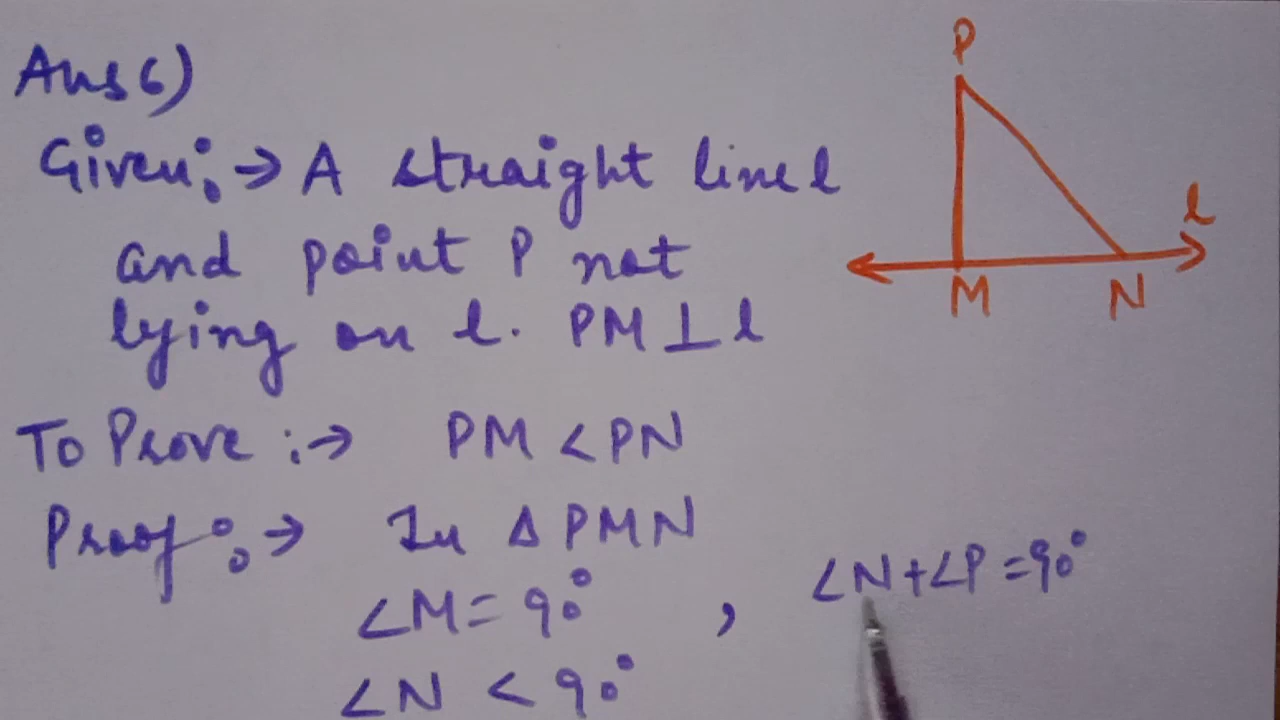 Ans 6)
Given :→ A straight line l
and point P not
lying on l. PM ⊥ l
To Prove :→ PM < PN
Proof :→ In Δ PMN
∠M = 90° , ∠N + ∠P = 90°
∠N < 90°
P
l
M N